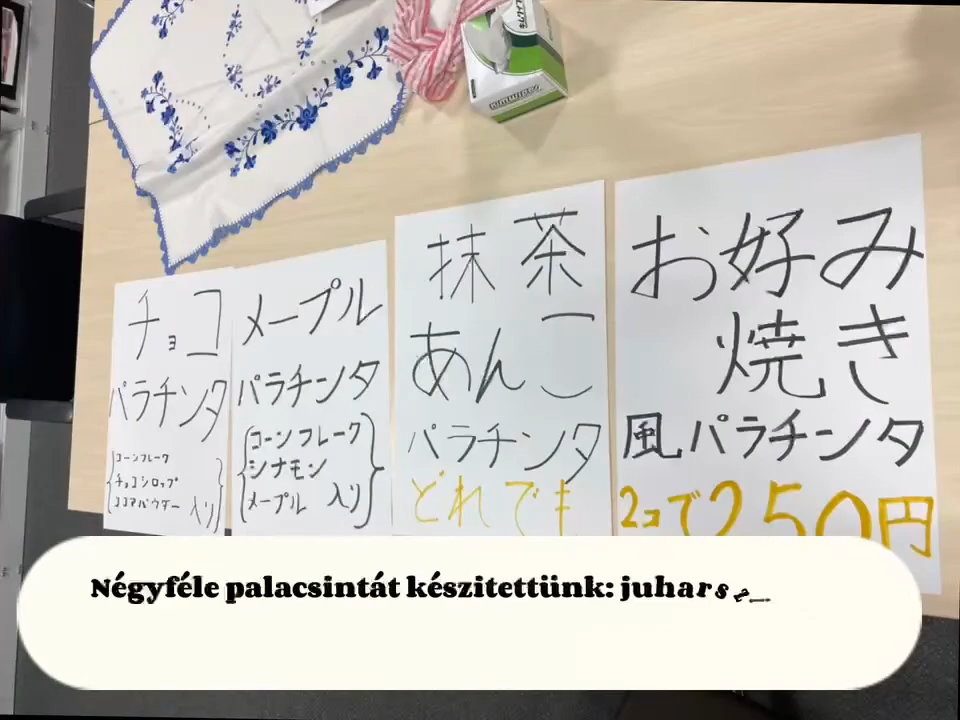 チョコ
パラチンタ
コーンフレーク
チョコシロップ
ココアパウダー 入り
メープル
パラチンタ
コーンフレーク
シナモン
メープル 入り
抹茶
あんこ
パラチンタ
どれでも
お好み
焼き
風パラチンタ
2コで250円
Négyféle palacsintát készitettünk: juhars